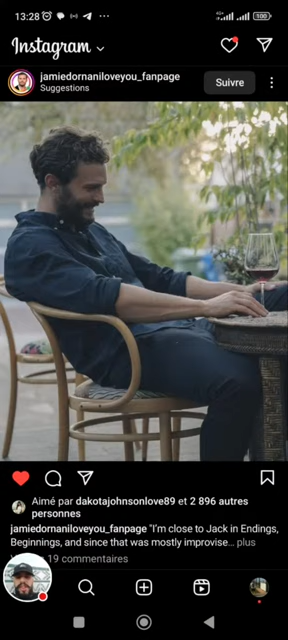 13:28
100
Instagram
jamiedornaniloveyou_fanpage
Suggestions
Suivre
Aimé par dakotajohnsonlove89 et 2 896 autres
personnes
jamiedornaniloveyou_fanpage "I'm close to Jack in Endings,
Beginnings, and since that was mostly improvise... plus
19 commentaires